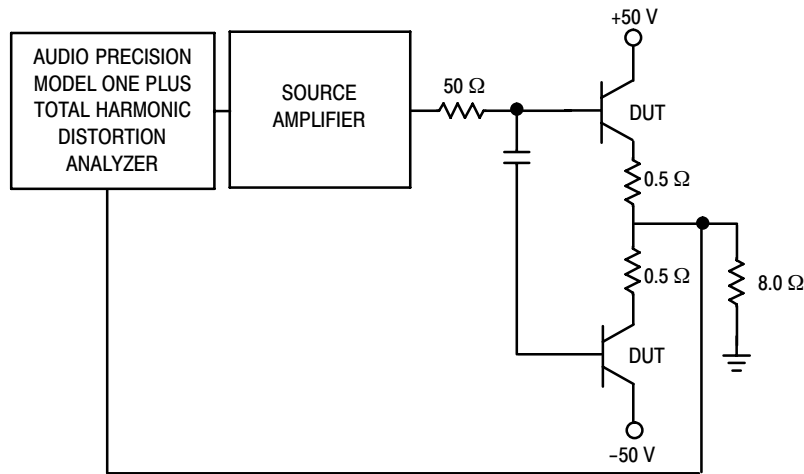 AUDIO PRECISION
MODEL ONE PLUS
TOTAL HARMONIC
DISTORTION
ANALYZER
SOURCE
AMPLIFIER
50 Ω
+50 V
DUT
0.5 Ω
0.5 Ω
8.0 Ω
DUT
−50 V